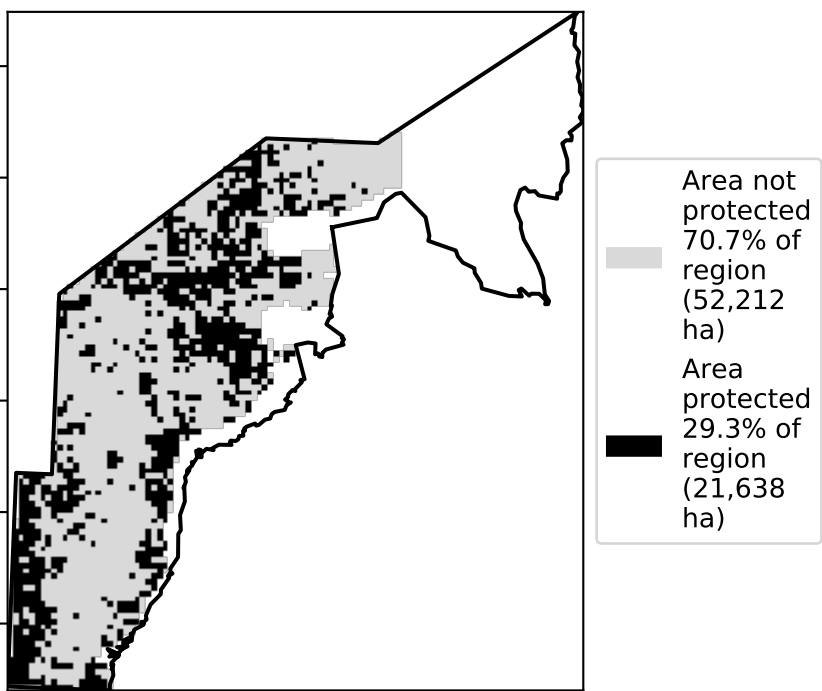 Area not
protected
70.7% of
region
(52,212
ha)
Area
protected
29.3% of
region
(21,638
ha)